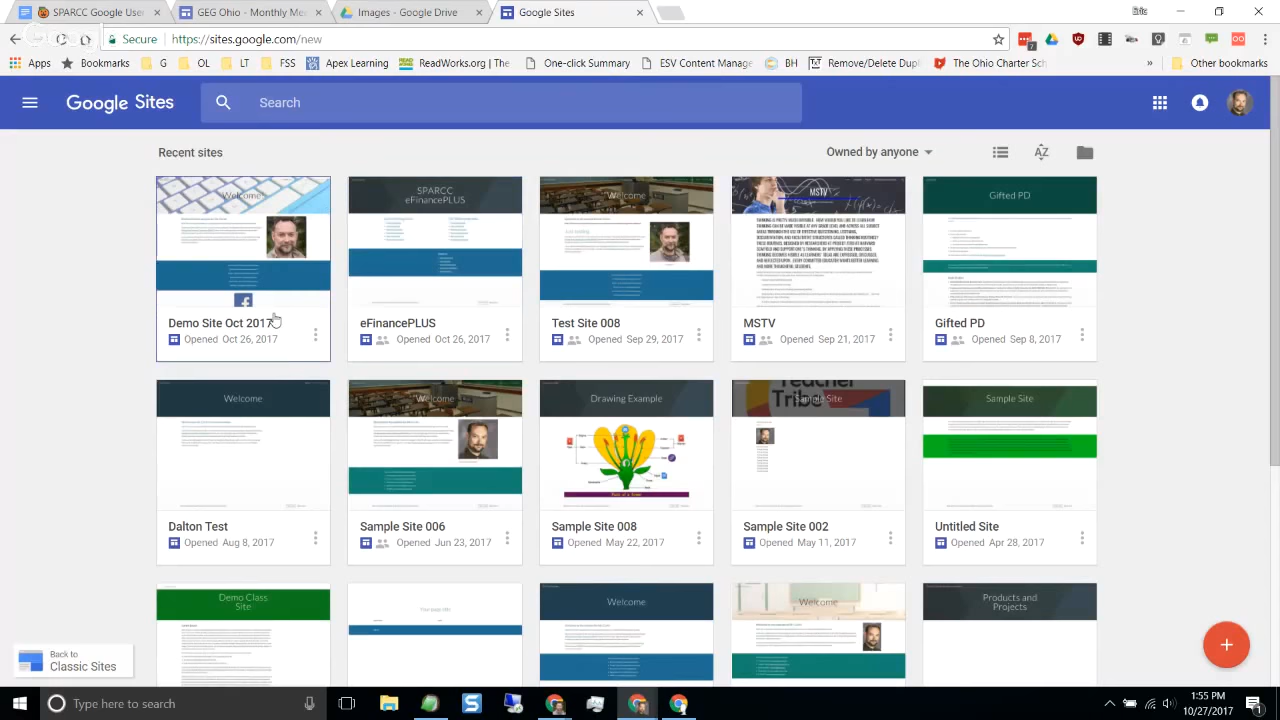 SPARCC Google User
GEG Ohio - Monthly Me
Images - Google Drive
Google Sites
Secure
https://sites.google.com/new
Apps
Bookmarks
G
OL
LT
FSS
Apex Learning
ReadWorks.org | The
One-click Summary
ESV Content Manage
BH
Remove/Delete Dupl
The Ohio Charter Sch
»
Other bookmarks
Google Sites
Search
Recent sites
Owned by anyone
AZ
Welcome
SPARCC
eFinancePLUS
Welcome
MSTV
Gifted PD
Demo Site Oct 2017
Opened Oct 26, 2017
eFinancePLUS
Opened Oct 26, 2017
Test Site 008
Opened Sep 29, 2017
MSTV
Opened Sep 21, 2017
Gifted PD
Opened Sep 8, 2017
Welcome
Welcome
Drawing Example
Teacher
Tribe
Sample Site
Sample Site
Dalton Test
Opened Aug 8, 2017
Sample Site 006
Opened Jun 23, 2017
Sample Site 008
Opened May 22, 2017
Sample Site 002
Opened May 11, 2017
Untitled Site
Opened Apr 28, 2017
Demo Class
Site
Your page title
Welcome
Welcome
Products and
Projects
Back to
Classic Sites
Type here to search
1:55 PM
10/27/2017